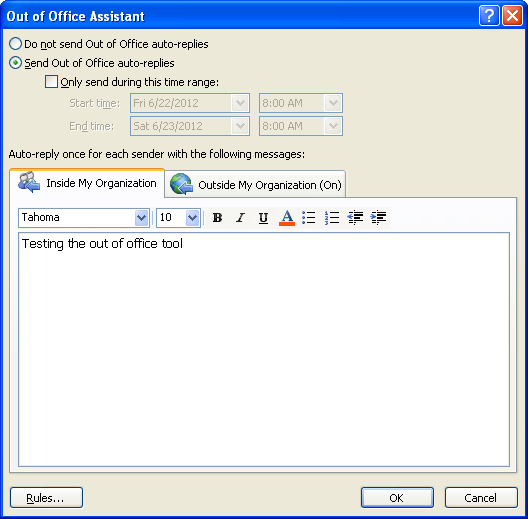 Out of Office Assistant
Do not send Out of Office auto-replies
Send Out of Office auto-replies
Only send during this time range:
Start time: Fri 6/22/2012 8:00 AM
End time: Sat 6/23/2012 8:00 AM
Auto-reply once for each sender with the following messages:
Inside My Organization Outside My Organization (On)
Tahoma 10 B I U A
Testing the out of office tool
Rules... OK Cancel